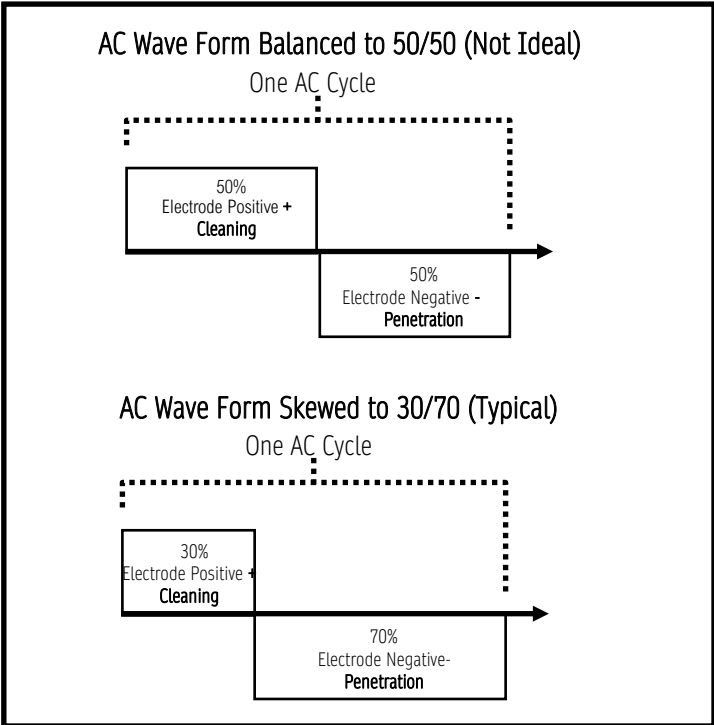 AC Wave Form Balanced to 50/50 (Not Ideal)
One AC Cycle
50%
Electrode Positive +
Cleaning
50%
Electrode Negative -
Penetration
AC Wave Form Skewed to 30/70 (Typical)
One AC Cycle
30%
Electrode Positive +
Cleaning
70%
Electrode Negative-
Penetration